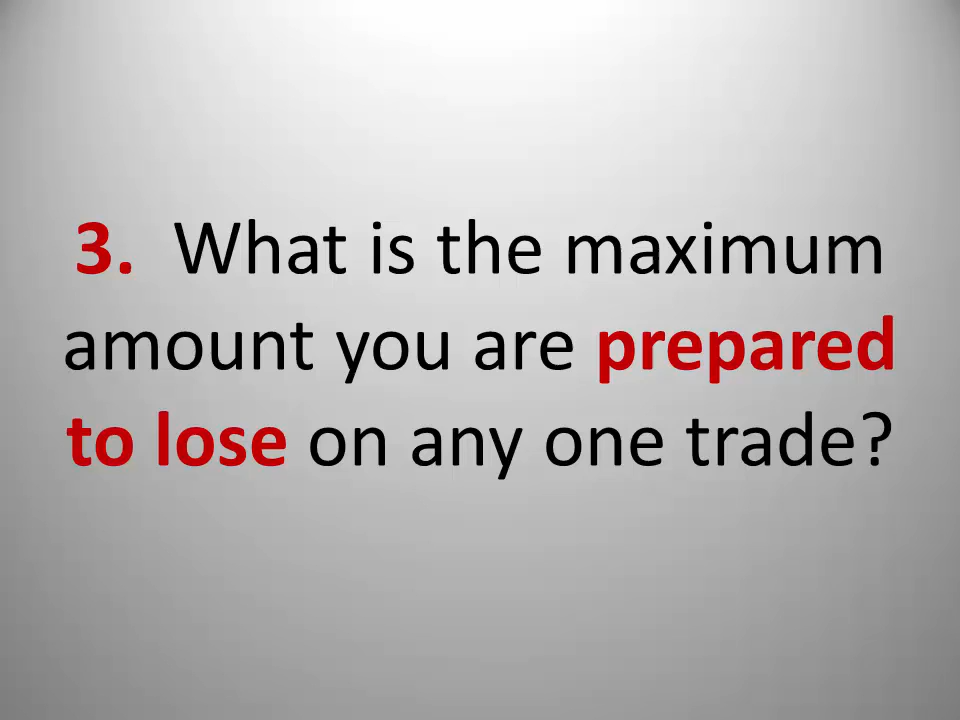 3. What is the maximum
amount you are prepared
to lose on any one trade?